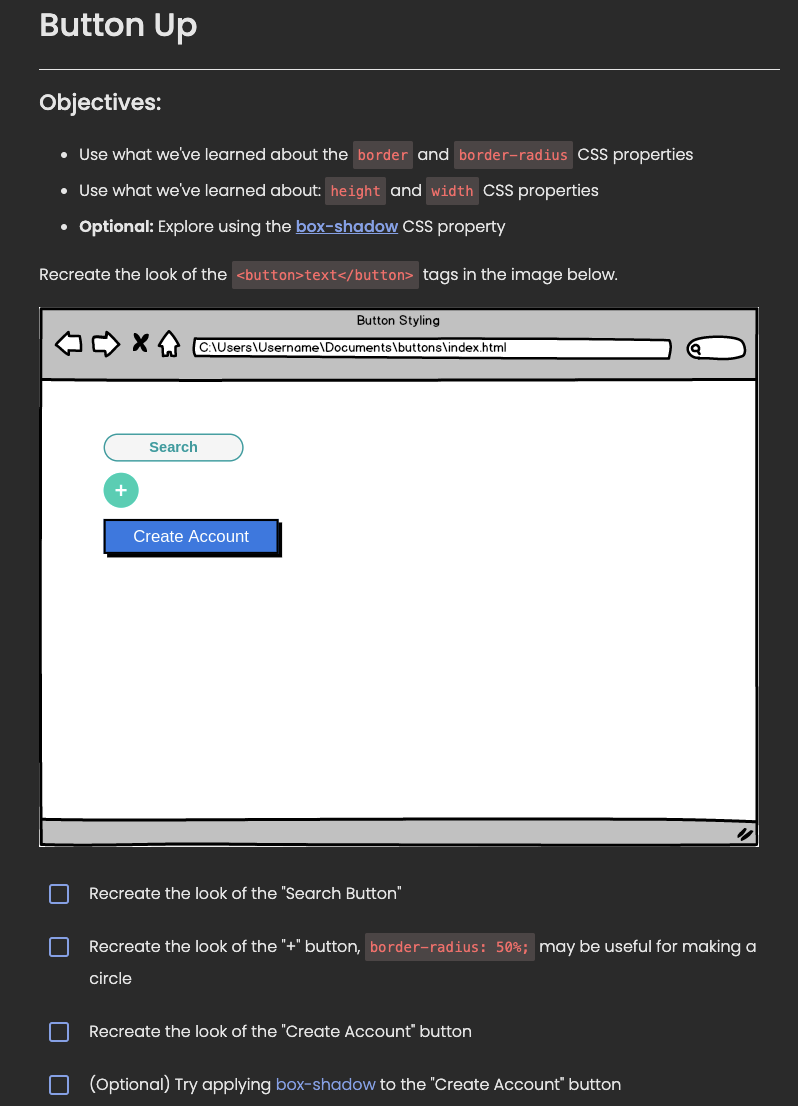 Button Up
Objectives:
Use what we've learned about the border and border-radius CSS properties
Use what we've learned about: height and width CSS properties
Optional: Explore using the box-shadow CSS property
Recreate the look of the <button>text</button> tags in the image below.
Button Styling
C:\Users\Username\Documents\buttons\index.html
Search
+
Create Account
Recreate the look of the "Search Button"
Recreate the look of the "+" button, border-radius: 50%; may be useful for making a
circle
Recreate the look of the "Create Account" button
(Optional) Try applying box-shadow to the "Create Account" button